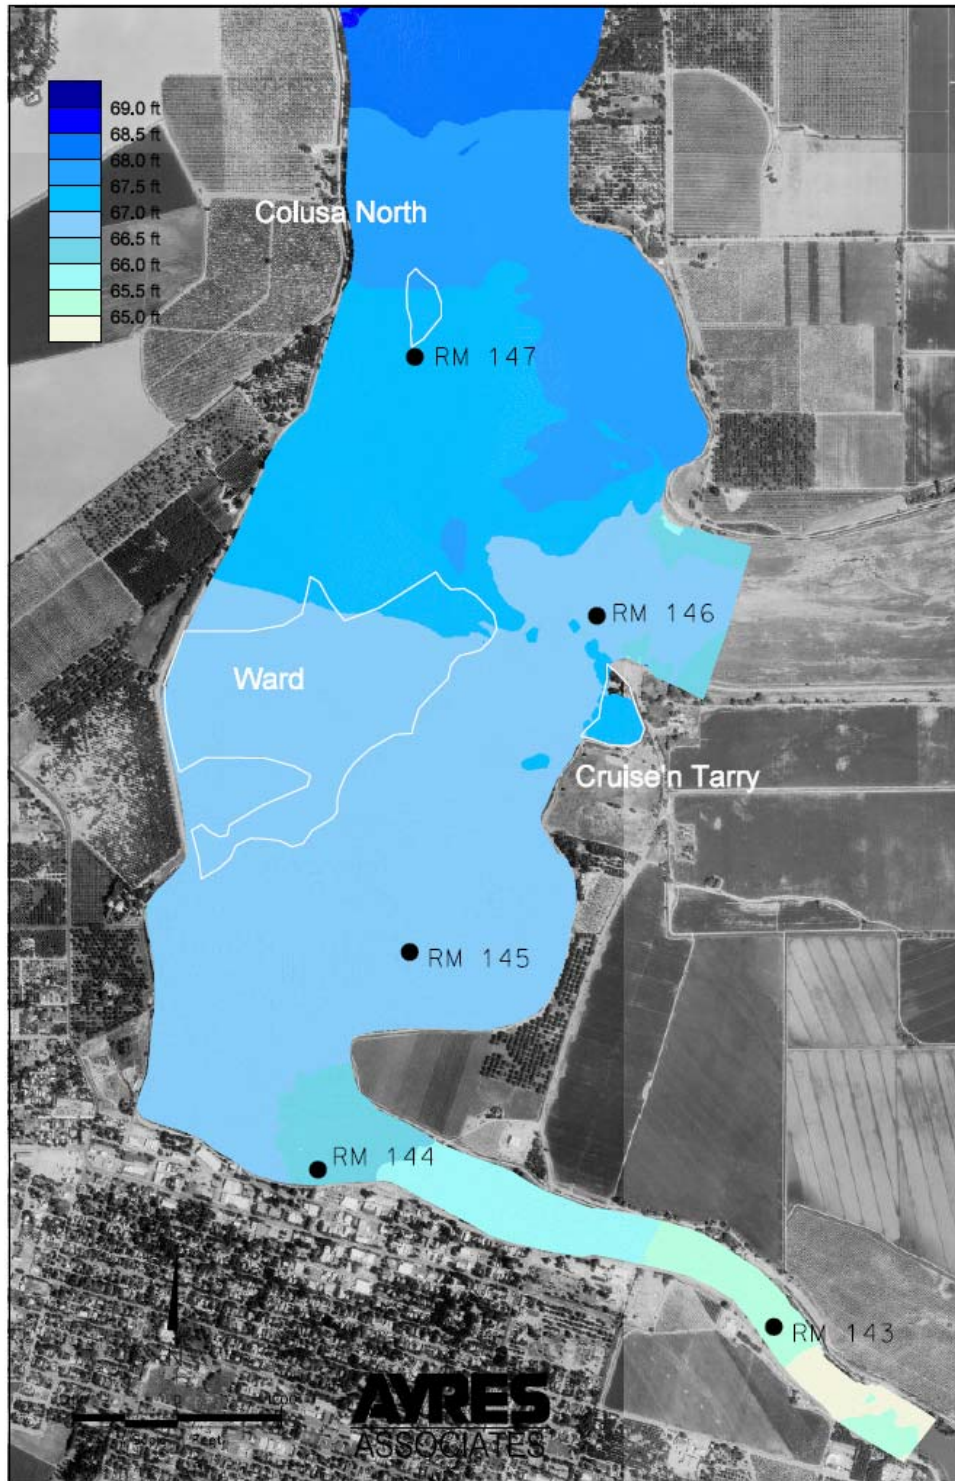 69.0 ft
68.5 ft
68.0 ft
67.5 ft
67.0 ft
66.5 ft
66.0 ft
65.5 ft
65.0 ft
Colusa North
RM 147
RM 146
Ward
Cruise'n Tarry
RM 145
RM 144
RM 143
AYRES
ASSOCIATES
Feet